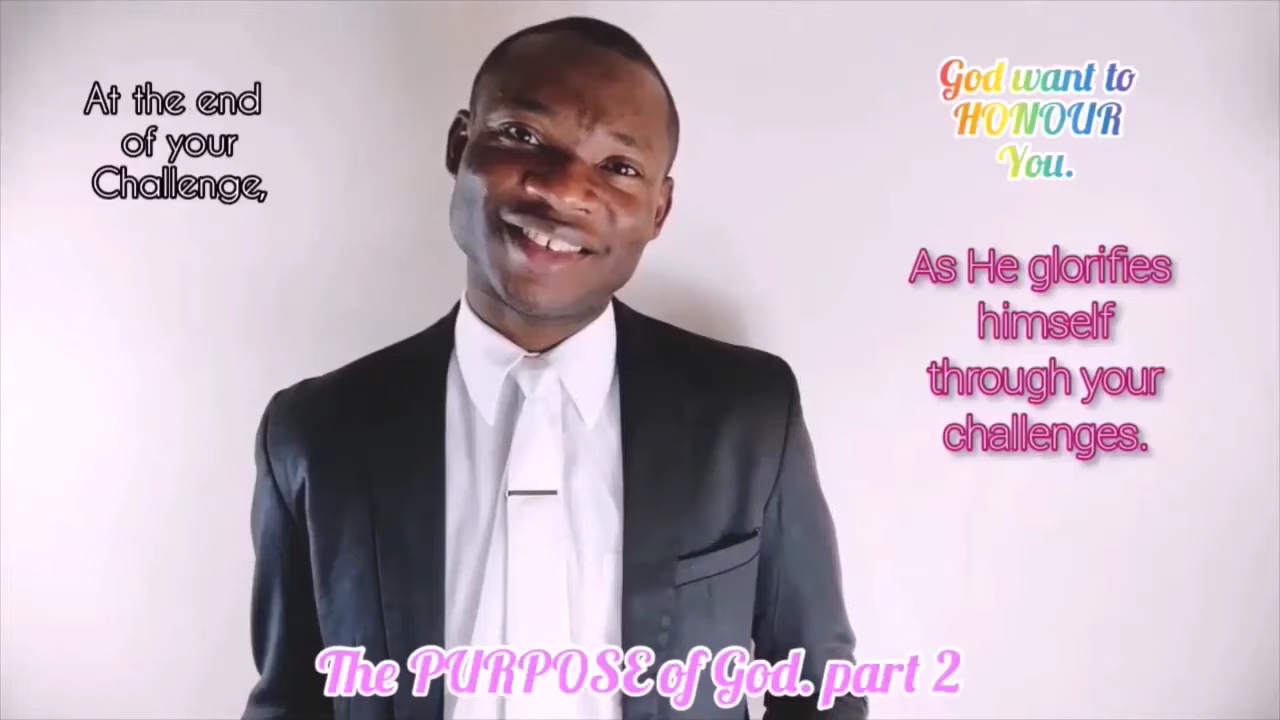 At the end
of your
Challenge,
God want to
HONOUR
You.
As He glorifies
himself
through your
challenges.
The PURPOSE of God. part 2